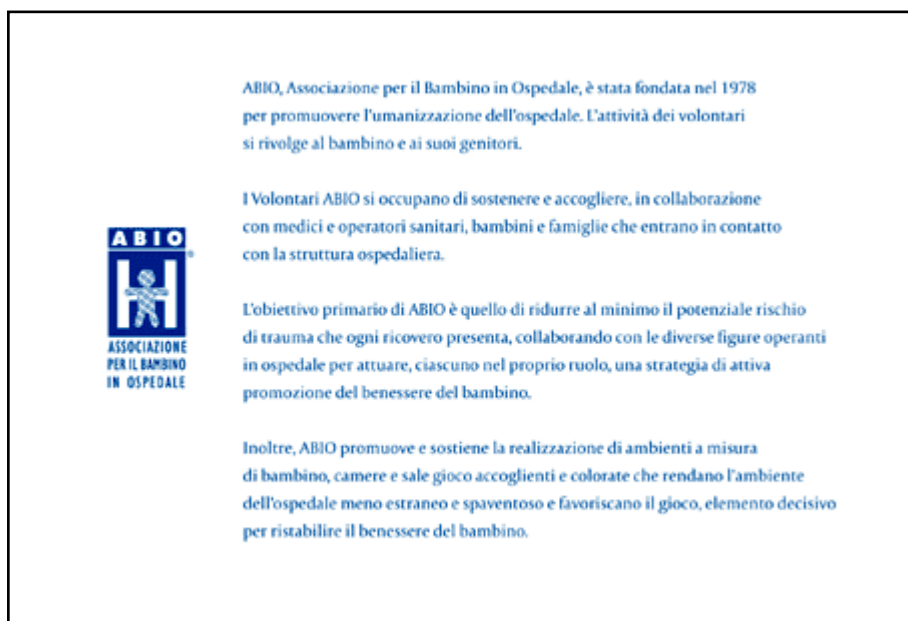 ABIO, Associazione per il Bambino in Ospedale, è stata fondata nel 1978
per promuovere l'umanizzazione dell'ospedale. L'attività dei volontari
si rivolge al bambino e ai suoi genitori.
I Volontari ABIO si occupano di sostenere e accogliere, in collaborazione
con medici e operatori sanitari, bambini e famiglie che entrano in contatto
con la struttura ospedaliera.
L'obiettivo primario di ABIO è quello di ridurre al minimo il potenziale rischio
di trauma che ogni ricovero presenta, collaborando con le diverse figure operanti
in ospedale per attuare, ciascuno nel proprio ruolo, una strategia di attiva
promozione del benessere del bambino.
Inoltre, ABIO promuove e sostiene la realizzazione di ambienti a misura
di bambino, camere e sale gioco accoglienti e colorate che rendano l'ambiente
dell'ospedale meno estraneo e spaventoso e favoriscano il gioco, elemento decisivo
per ristabilire il benessere del bambino.
ABIO
H
®
ASSOCIAZIONE
PER IL BAMBINO
IN OSPEDALE